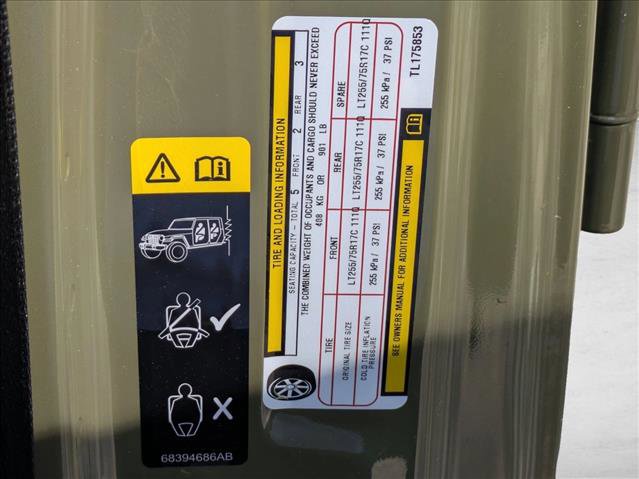 TIRE AND LOADING INFORMATION
SEATING CAPACITY - TOTAL 5 FRONT 2 REAR 3
THE COMBINED WEIGHT OF OCCUPANTS AND CARGO SHOULD NEVER EXCEED
408 KG OR 901 LB
TIRE FRONT REAR SPARE
ORIGINAL TIRE SIZE LT255/75R17C 111Q LT255/75R17C 111Q LT255/75R17C 111Q
COLD TIRE INFLATION
PRESSURE 255 kPa / 37 PSI 255 kPa / 37 PSI 255 kPa / 37 PSI
SEE OWNERS MANUAL FOR ADDITIONAL INFORMATION
TL175853
68394686AB